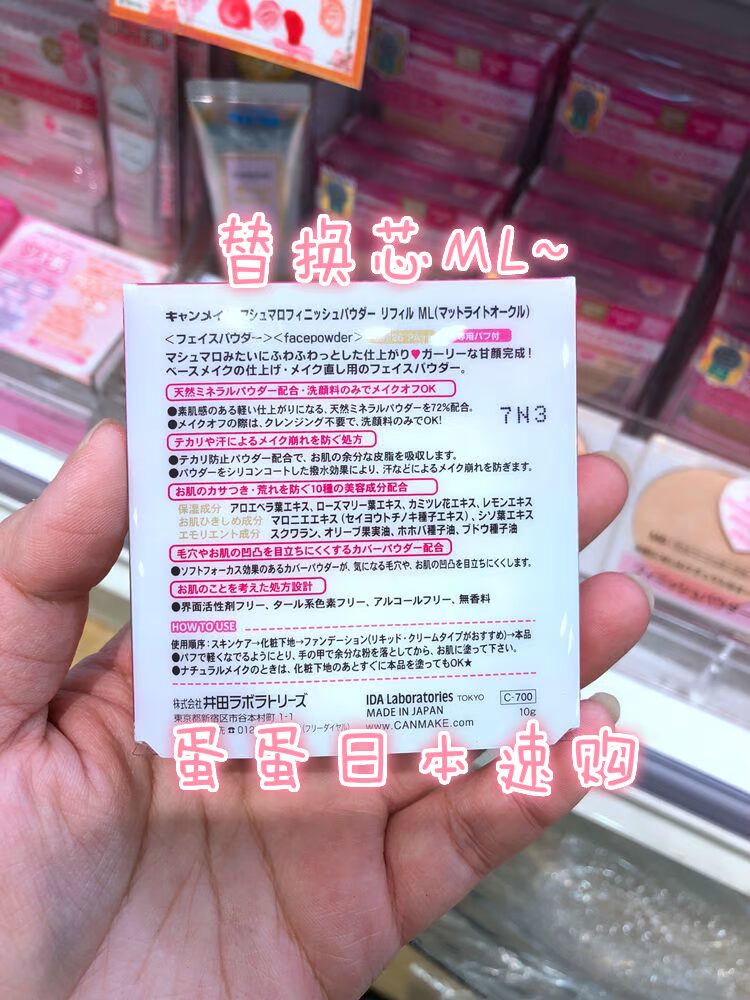 替换芯ML~
キャンメイ マシュマロフィニッシュパウダー リフィル ML(マットライトオークル)
<フェイスパウダー><facepowder> 専用パフ付
マシュマロみたいにふわふわっとした仕上がり♥ガーリーな甘顔完成!
ベースメイクの仕上げ・メイク直し用のフェイスパウダー。
天然ミネラルパウダー配合・洗顔料のみでメイクオフOK
●素肌感のある軽い仕上がりになる、天然ミネラルパウダーを72%配合。
●メイクオフの際は、クレンジング不要で、洗顔料のみでOK!
7N3
テカリや汗によるメイク崩れを防ぐ処方
●テカリ防止パウダー配合で、お肌の余分な皮脂を吸収します。
●パウダーをシリコンコートした撥水効果により、汗などによるメイク崩れを防ぎます。
お肌のカサつき・荒れを防ぐ10種の美容成分配合
保湿成分 アロエベラ葉エキス、ローズマリー葉エキス、カミツレ花エキス、レモンエキス
お肌ひきしめ成分 マロニエエキス(セイヨウトチノキ種子エキス)、シソ葉エキス
エモリエント成分 スクワラン、オリーブ果実油、ホホバ種子油、ブドウ種子油
毛穴やお肌の凹凸を目立ちにくくするカバーパウダー配合
●ソフトフォーカス効果のあるカバーパウダーが、気になる毛穴や、お肌の凹凸を目立ちにくくします。
お肌のことを考えた処方設計
●界面活性剤フリー、タール系色素フリー、アルコールフリー、無香料
HOW TO USE
使用順序:スキンケア→化粧下地→ファンデーション(リキッド・クリームタイプがおすすめ)→本品
●パフで軽くなでるようにとり、手の甲で余分な粉を落としてから、お肌に塗って下さい。
●ナチュラルメイクのときは、化粧下地のあとすぐに本品を塗ってもOK★
株式会社 井田ラボラトリーズ IDA Laboratories TOKYO C-700
東京都新宿区市谷本村町1-1 MADE IN JAPAN 10g
☎012 (フリーダイヤル) www.CANMAKE.com
蛋蛋日本速购